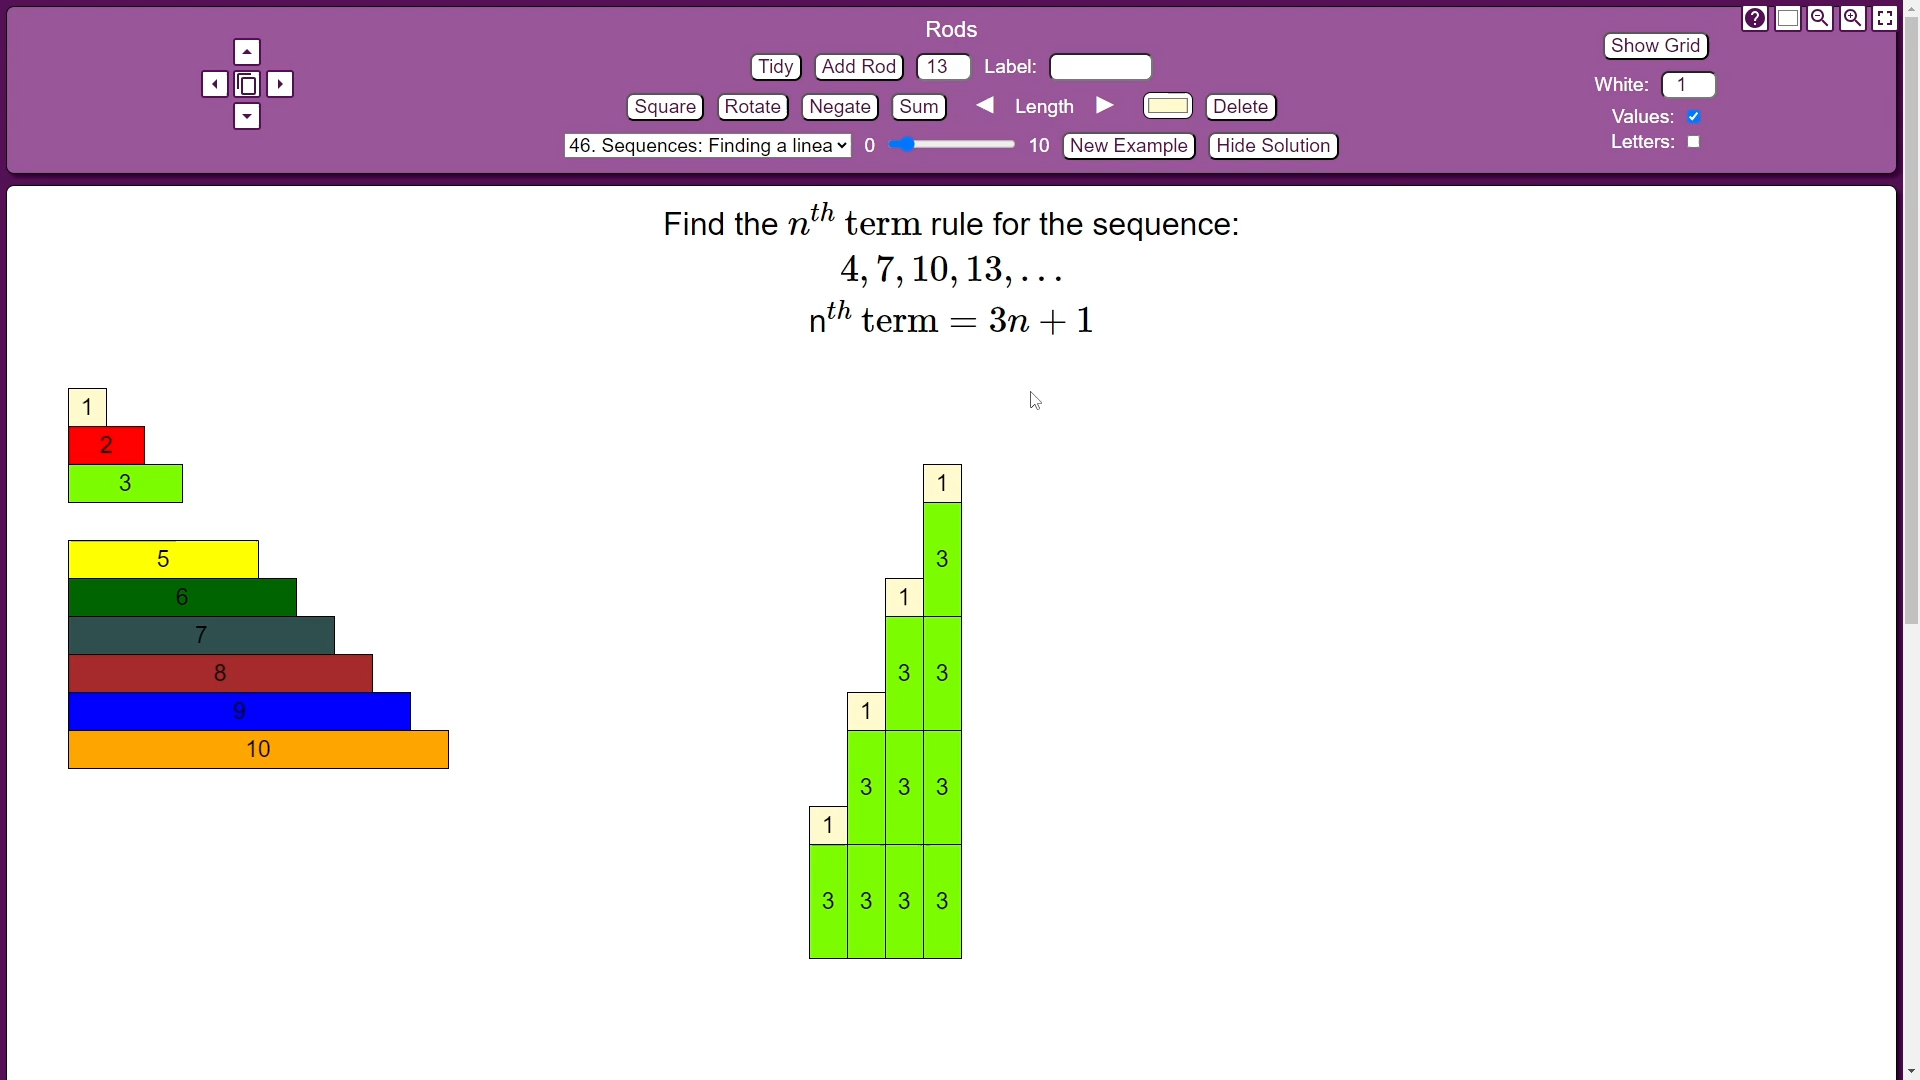 Rods
Tidy Add Rod 13 Label:
Square Rotate Negate Sum Length Delete
46. Sequences: Finding a linea 0 10 New Example Hide Solution
?
Show Grid
White: 1
Values:
Letters:
Find the nth term rule for the sequence:
4, 7, 10, 13, . . .
nth term = 3n + 1
1
2
3
5
6
7
8
9
10
1
3
1
3 3
1
3 3 3
1
3 3 3 3